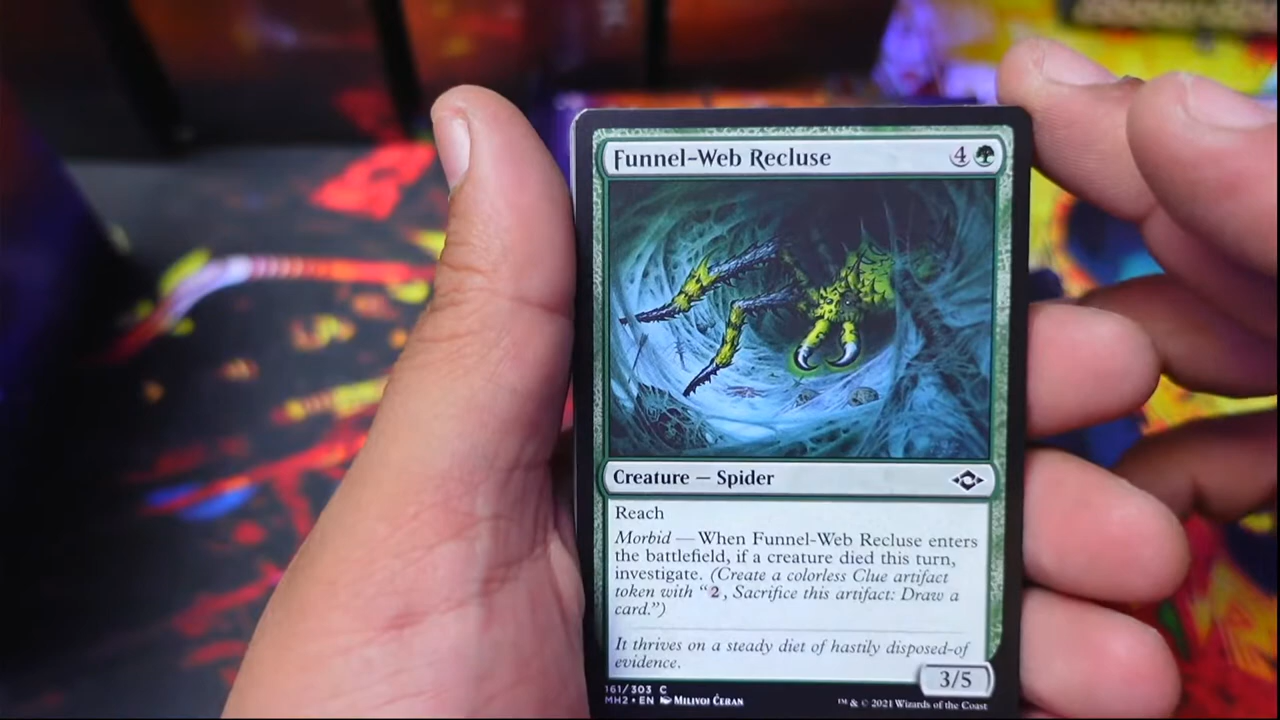 Funnel-Web Recluse 4
Creature — Spider
Reach
Morbid — When Funnel-Web Recluse enters
the battlefield, if a creature died this turn,
investigate. (Create a colorless Clue artifact
token with “2, Sacrifice this artifact: Draw a
card.”)
It thrives on a steady diet of hastily disposed-of
evidence.
3/5
161/303 C
MH2 • EN Milivoj Ćeran
™ & © 2021 Wizards of the Coast